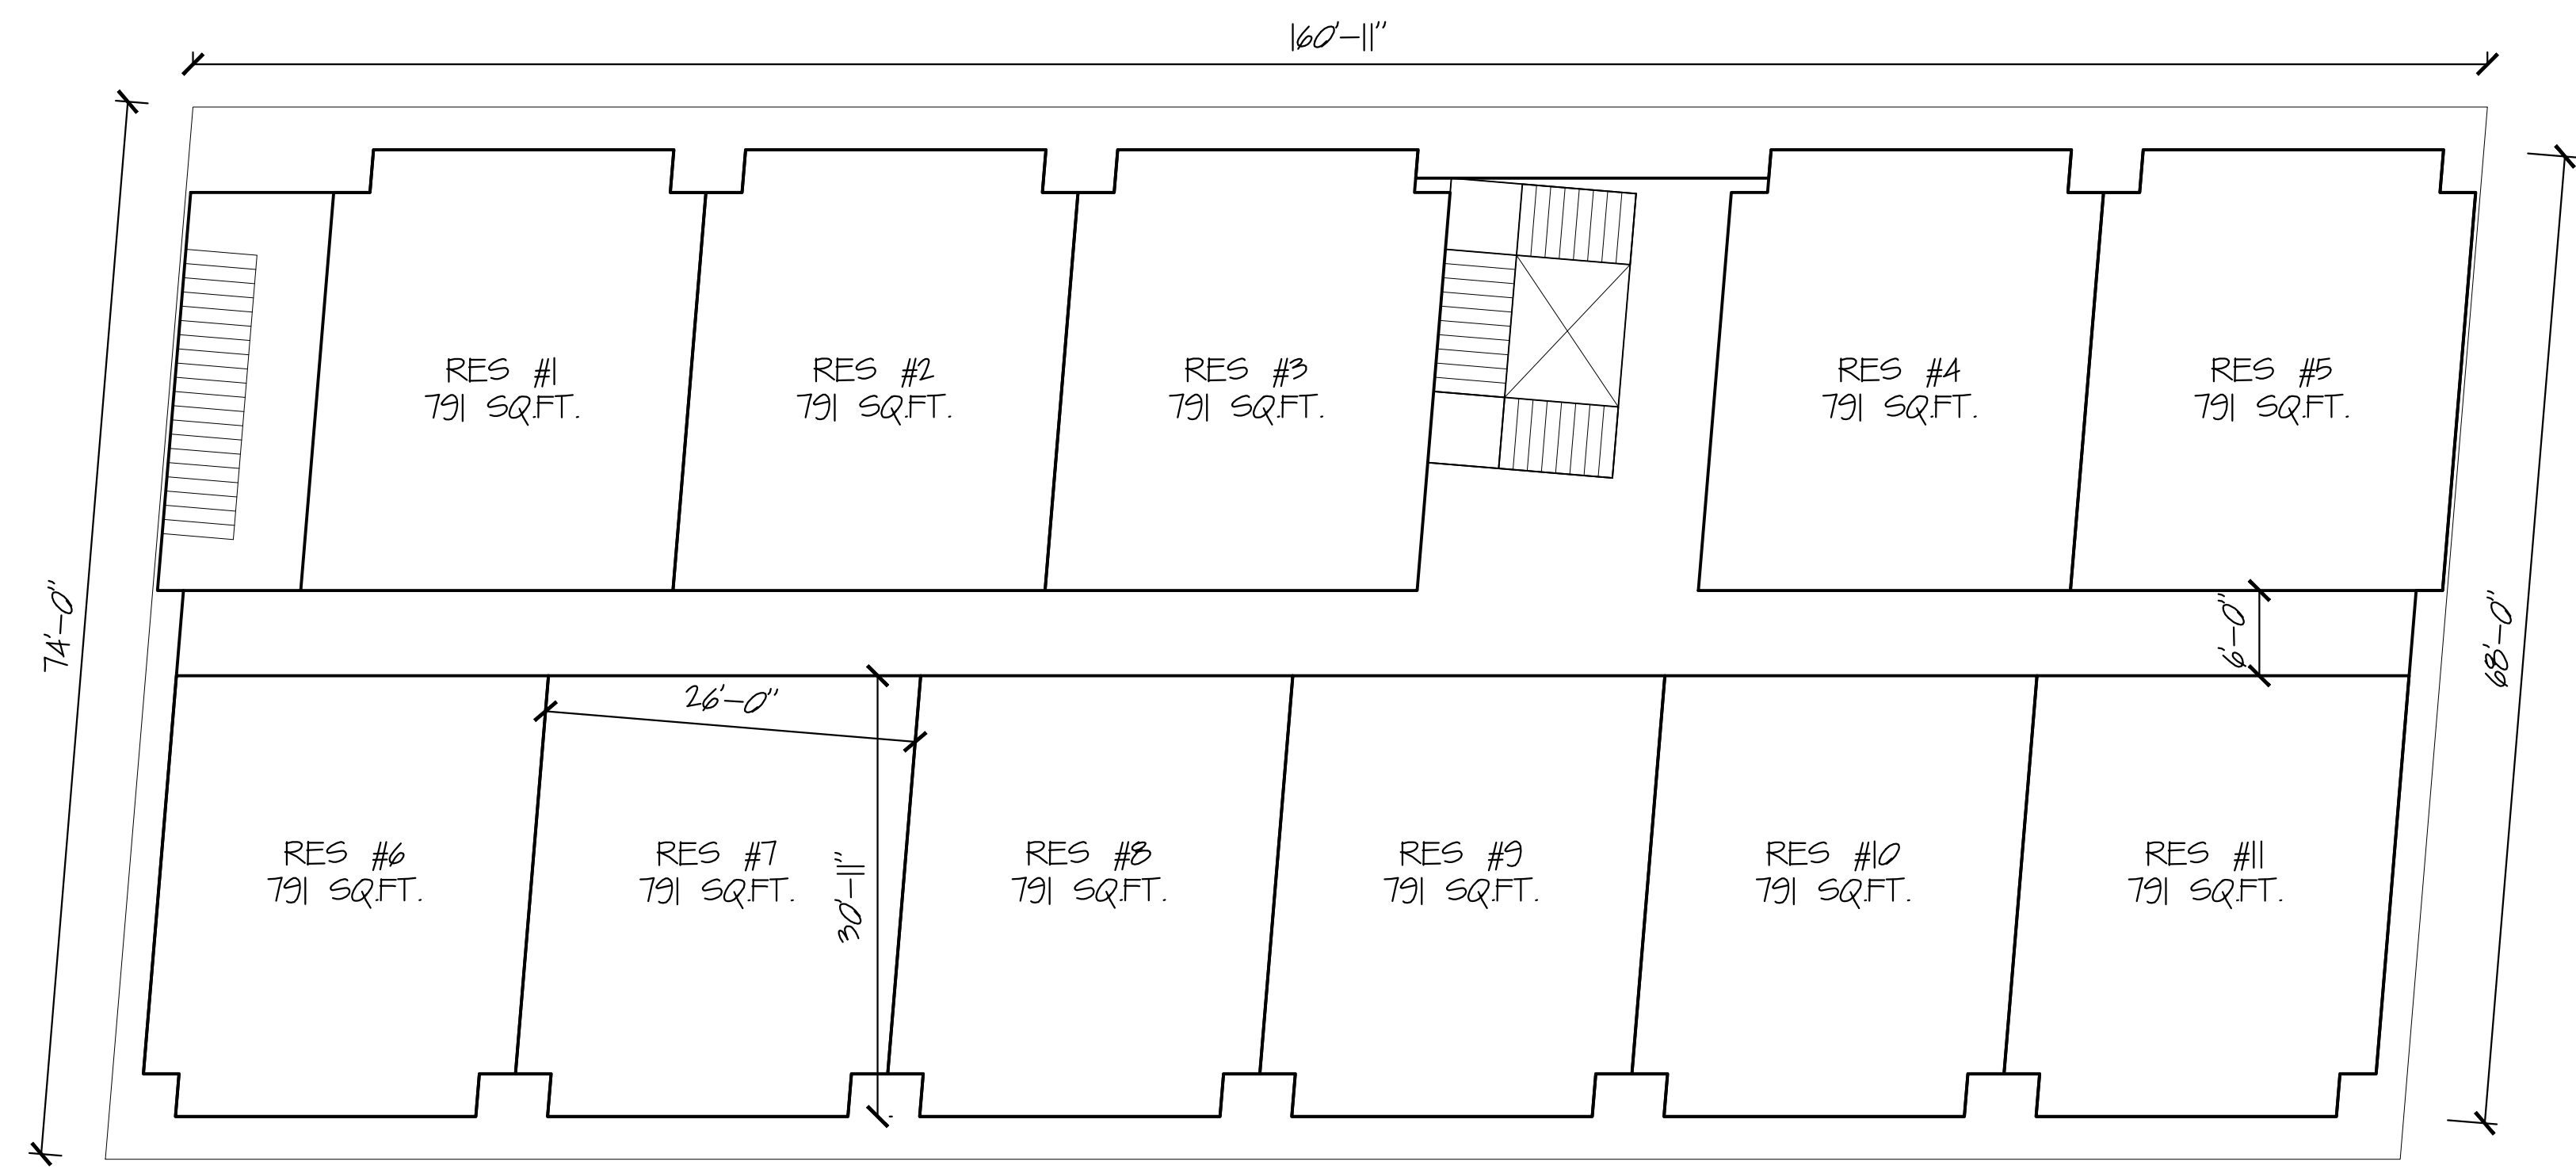 160'-11"
RES #1
791 SQ.FT.
RES #2
791 SQ.FT.
RES #3
791 SQ.FT.
RES #4
791 SQ.FT.
RES #5
791 SQ.FT.
74'-0"
6'-0"
68'-0"
26'-0"
RES #6
791 SQ.FT.
RES #7
791 SQ.FT.
30'-11"
RES #8
791 SQ.FT.
RES #9
791 SQ.FT.
RES #10
791 SQ.FT.
RES #11
791 SQ.FT.